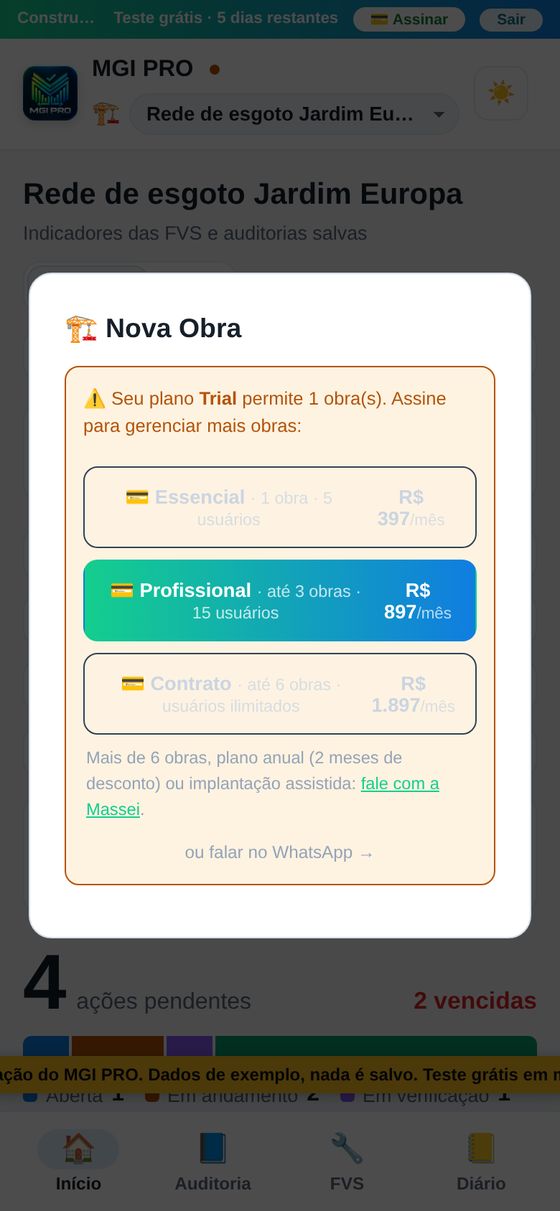 Constru… Teste grátis · 5 dias restantes 💳 Assinar Sair
MGI PRO
MGI PRO
🏗️ Rede de esgoto Jardim Eu…
Rede de esgoto Jardim Europa
Indicadores das FVS e auditorias salvas
🏗️ Nova Obra
⚠️ Seu plano Trial permite 1 obra(s). Assine
para gerenciar mais obras:
💳 Essencial · 1 obra · 5
usuários
R$
397/mês
💳 Profissional · até 3 obras ·
15 usuários
R$
897/mês
💳 Contrato · até 6 obras ·
usuários ilimitados
R$
1.897/mês
Mais de 6 obras, plano anual (2 meses de
desconto) ou implantação assistida: fale com a
Massei.
ou falar no WhatsApp →
4 ações pendentes 2 vencidas
ação do MGI PRO. Dados de exemplo, nada é salvo. Teste grátis em
Aberta 1 Em andamento 2 Em verificação 1
Início Auditoria FVS Diário